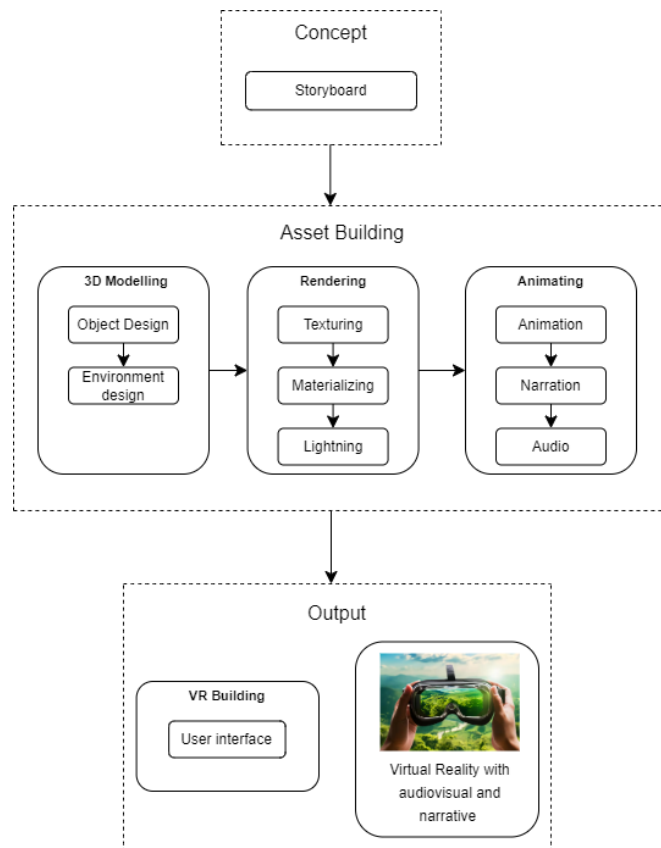 Concept
Storyboard
Asset Building
3D Modelling
Object Design
Environment
design
Rendering
Texturing
Materializing
Lightning
Animating
Animation
Narration
Audio
Output
VR Building
User interface
Virtual Reality with
audiovisual and
narrative